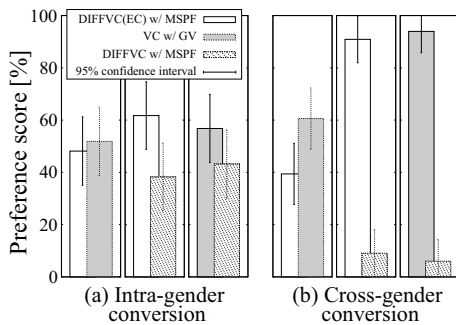 100
80
60
40
20
0
Preference score [%]
DIFFVC(EC) w/ MSPF
VC w/ GV
DIFFVC w/ MSPF
95% confidence interval
(a) Intra-gender
conversion
(b) Cross-gender
conversion